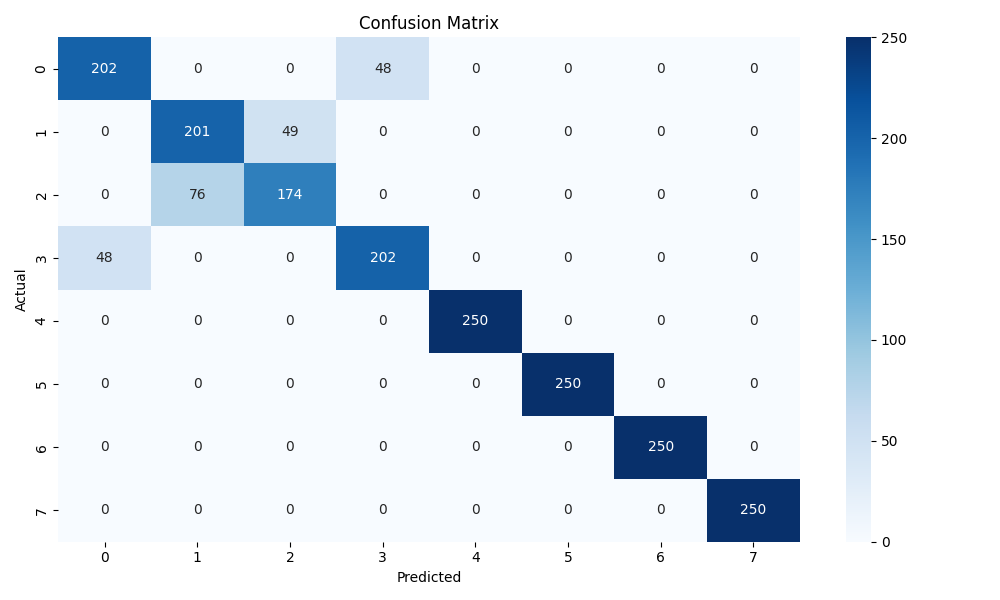 Confusion Matrix
0 202 0 0 48 0 0 0 0
1 0 201 49 0 0 0 0 0
2 0 76 174 0 0 0 0 0
3 48 0 0 202 0 0 0 0
4 0 0 0 0 250 0 0 0
5 0 0 0 0 0 250 0 0
6 0 0 0 0 0 0 250 0
7 0 0 0 0 0 0 0 250
0 1 2 3 4 5 6 7
Actual
Predicted
250
200
150
100
50
0